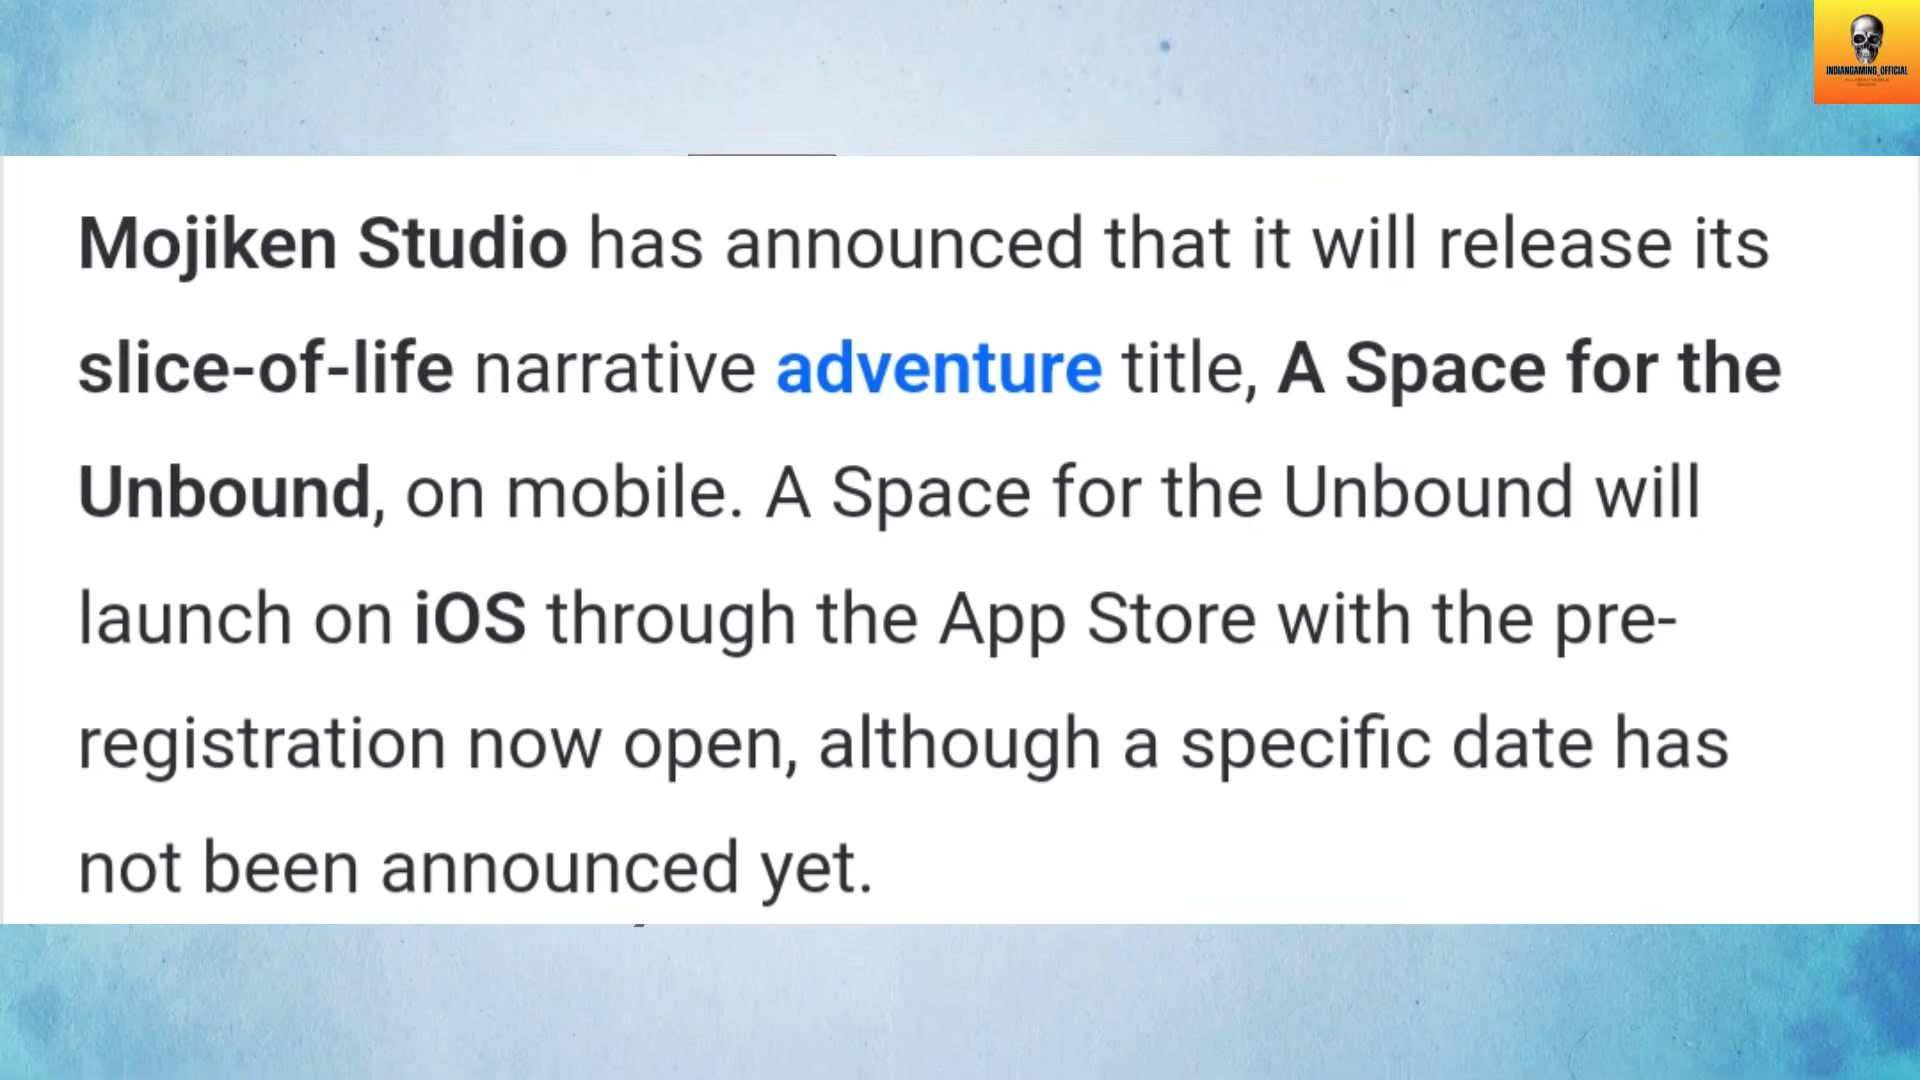 INDIANGAMING_OFFICIAL
Mojiken Studio has announced that it will release its
slice-of-life narrative adventure title, A Space for the
Unbound, on mobile. A Space for the Unbound will
launch on iOS through the App Store with the pre-
registration now open, although a specific date has
not been announced yet.